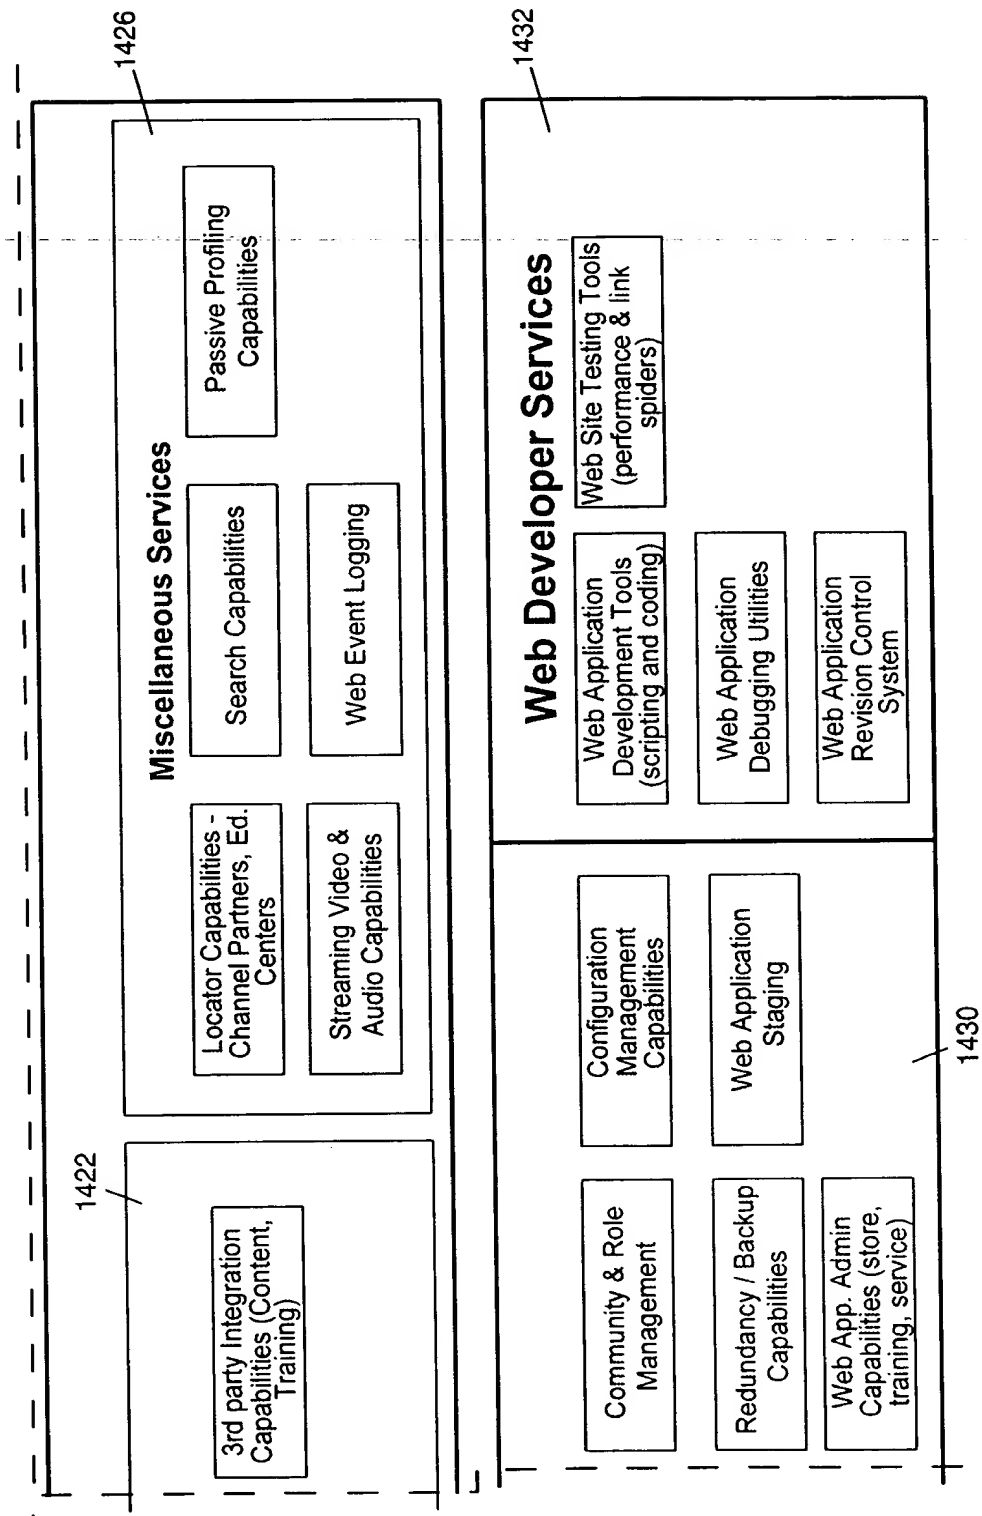 1422
1426
3rd party Integration
Capabilities (Content,
Training)
Miscellaneous Services
Locator Capabilities -
Channel Partners, Ed.
Centers
Search Capabilities
Passive Profiling
Capabilities
Streaming Video &
Audio Capabilities
Web Event Logging
1432
Community & Role
Management
Configuration
Management
Capabilities
Redundancy / Backup
Capabilities
Web Application
Staging
Web App. Admin
Capabilities (store,
training, service)
1430
Web Developer Services
Web Application
Development Tools
(scripting and coding)
Web Site Testing Tools
(performance & link
spiders)
Web Application
Debugging Utilities
Web Application
Revision Control
System